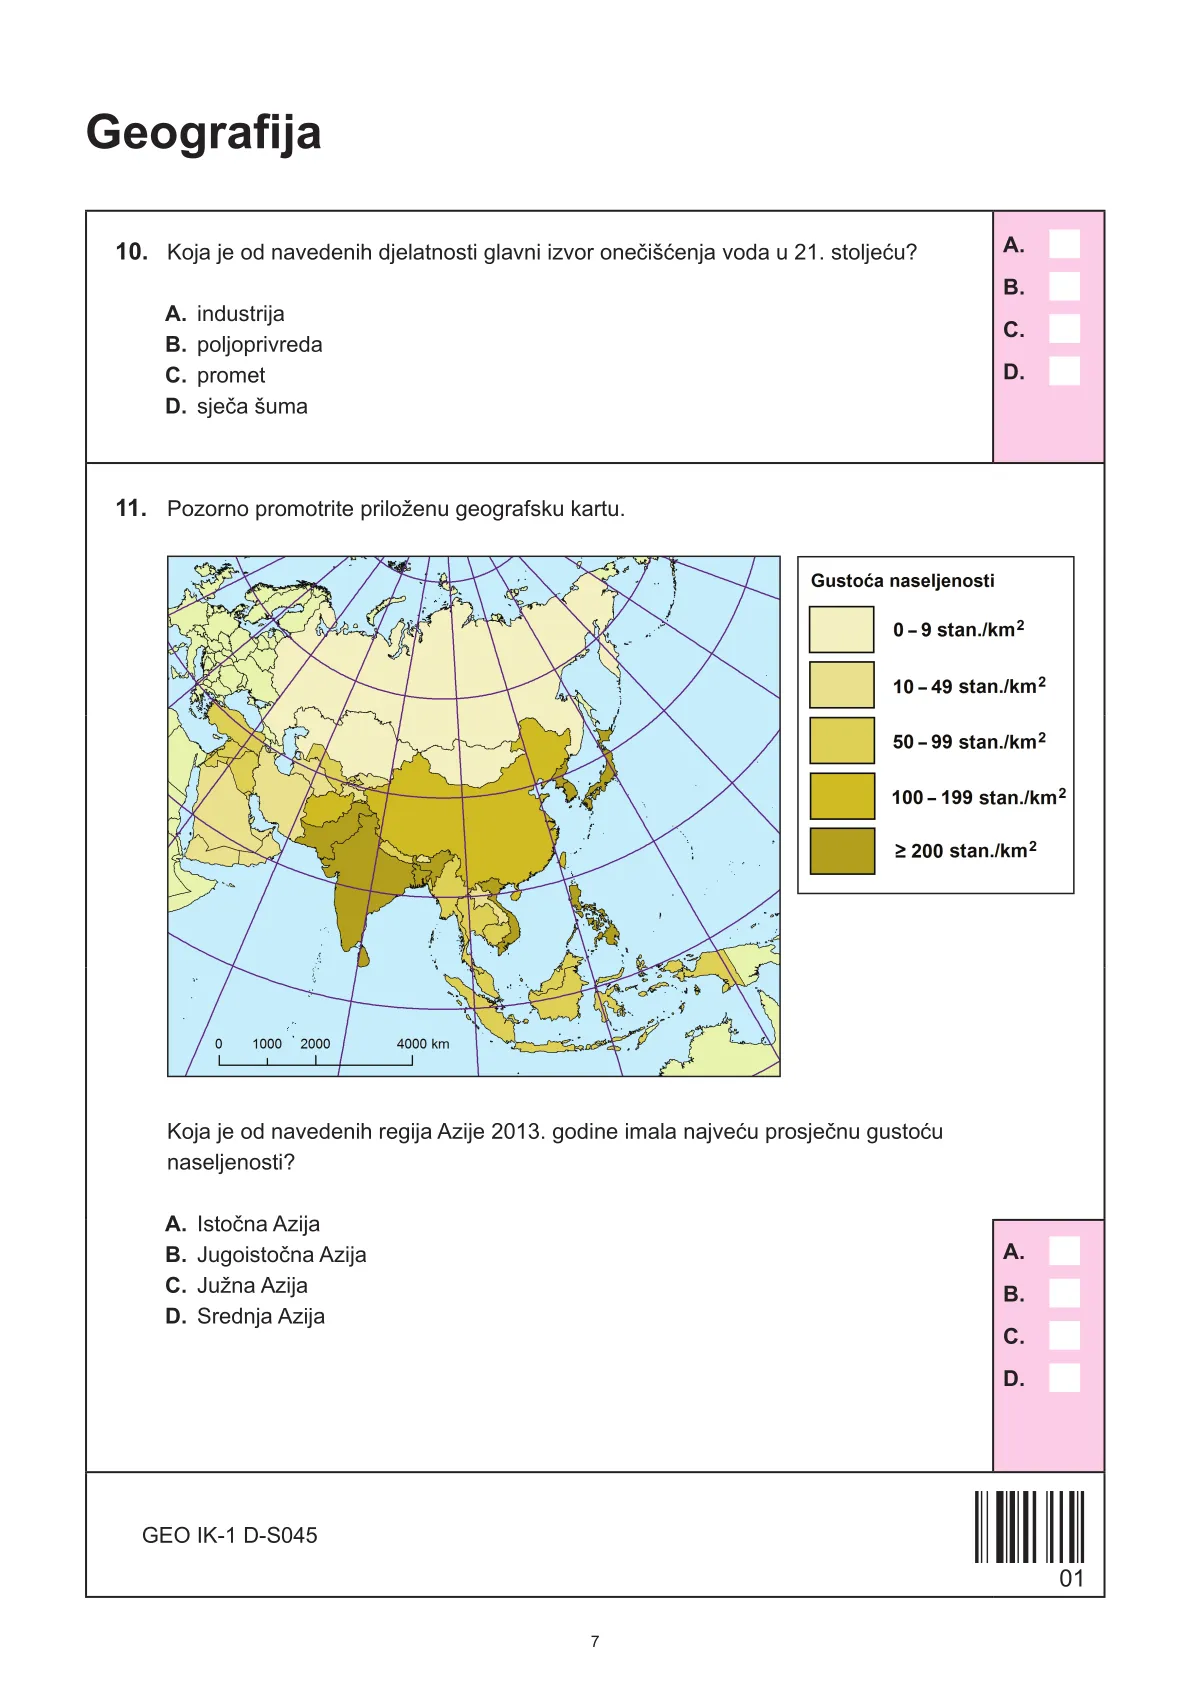 Geografija
10. Koja je od navedenih djelatnosti glavni izvor onečišćenja voda u 21. stoljeću?
A. industrija
B. poljoprivreda
C. promet
D. sječa šuma
A.
B.
C.
D.
11. Pozorno promotrite priloženu geografsku kartu.
Gustoća naseljenosti
0 – 9 stan./km²
10 – 49 stan./km²
50 – 99 stan./km²
100 – 199 stan./km²
≥ 200 stan./km²
0 1000 2000 4000 km
Koja je od navedenih regija Azije 2013. godine imala najveću prosječnu gustoću
naseljenosti?
A. Istočna Azija
B. Jugoistočna Azija
C. Južna Azija
D. Srednja Azija
A.
B.
C.
D.
GEO IK-1 D-S045
01
7